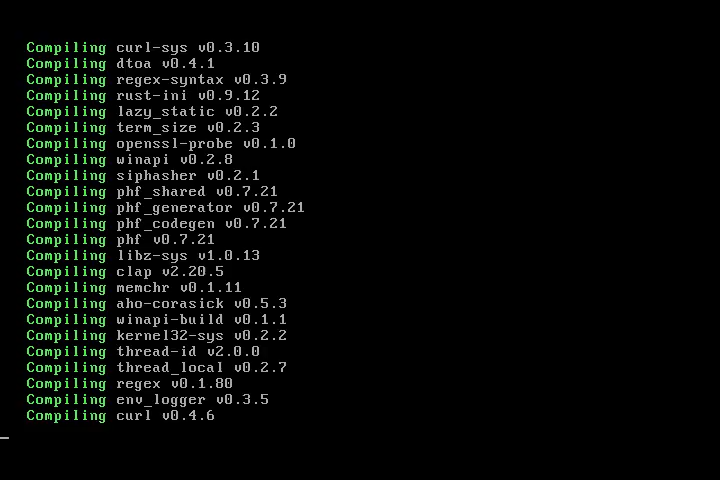 Compiling curl-sys v0.3.10
Compiling dtoa v0.4.1
Compiling regex-syntax v0.3.9
Compiling rust-ini v0.9.12
Compiling lazy_static v0.2.2
Compiling term_size v0.2.3
Compiling openssl-probe v0.1.0
Compiling winapi v0.2.8
Compiling siphasher v0.2.1
Compiling phf_shared v0.7.21
Compiling phf_generator v0.7.21
Compiling phf_codegen v0.7.21
Compiling phf v0.7.21
Compiling libz-sys v1.0.13
Compiling clap v2.20.5
Compiling memchr v0.1.11
Compiling aho-corasick v0.5.3
Compiling winapi-build v0.1.1
Compiling kernel32-sys v0.2.2
Compiling thread-id v2.0.0
Compiling thread_local v0.2.7
Compiling regex v0.1.80
Compiling env_logger v0.3.5
Compiling curl v0.4.6